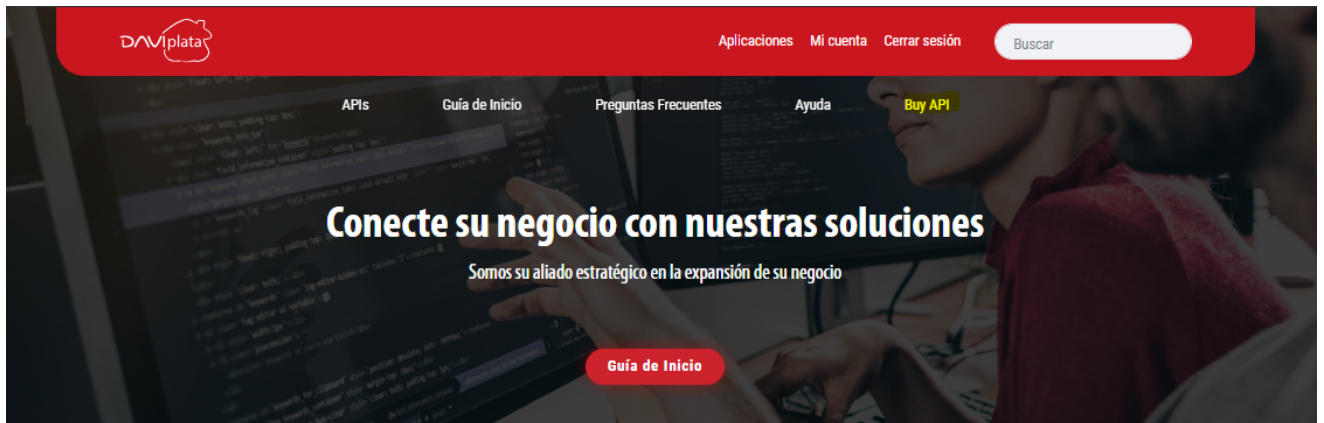 DAVIplata
Aplicaciones Mi cuenta Cerrar sesión Buscar
APIs Guía de Inicio Preguntas Frecuentes Ayuda Buy API
Conecte su negocio con nuestras soluciones
Somos su aliado estratégico en la expansión de su negocio
Guía de Inicio